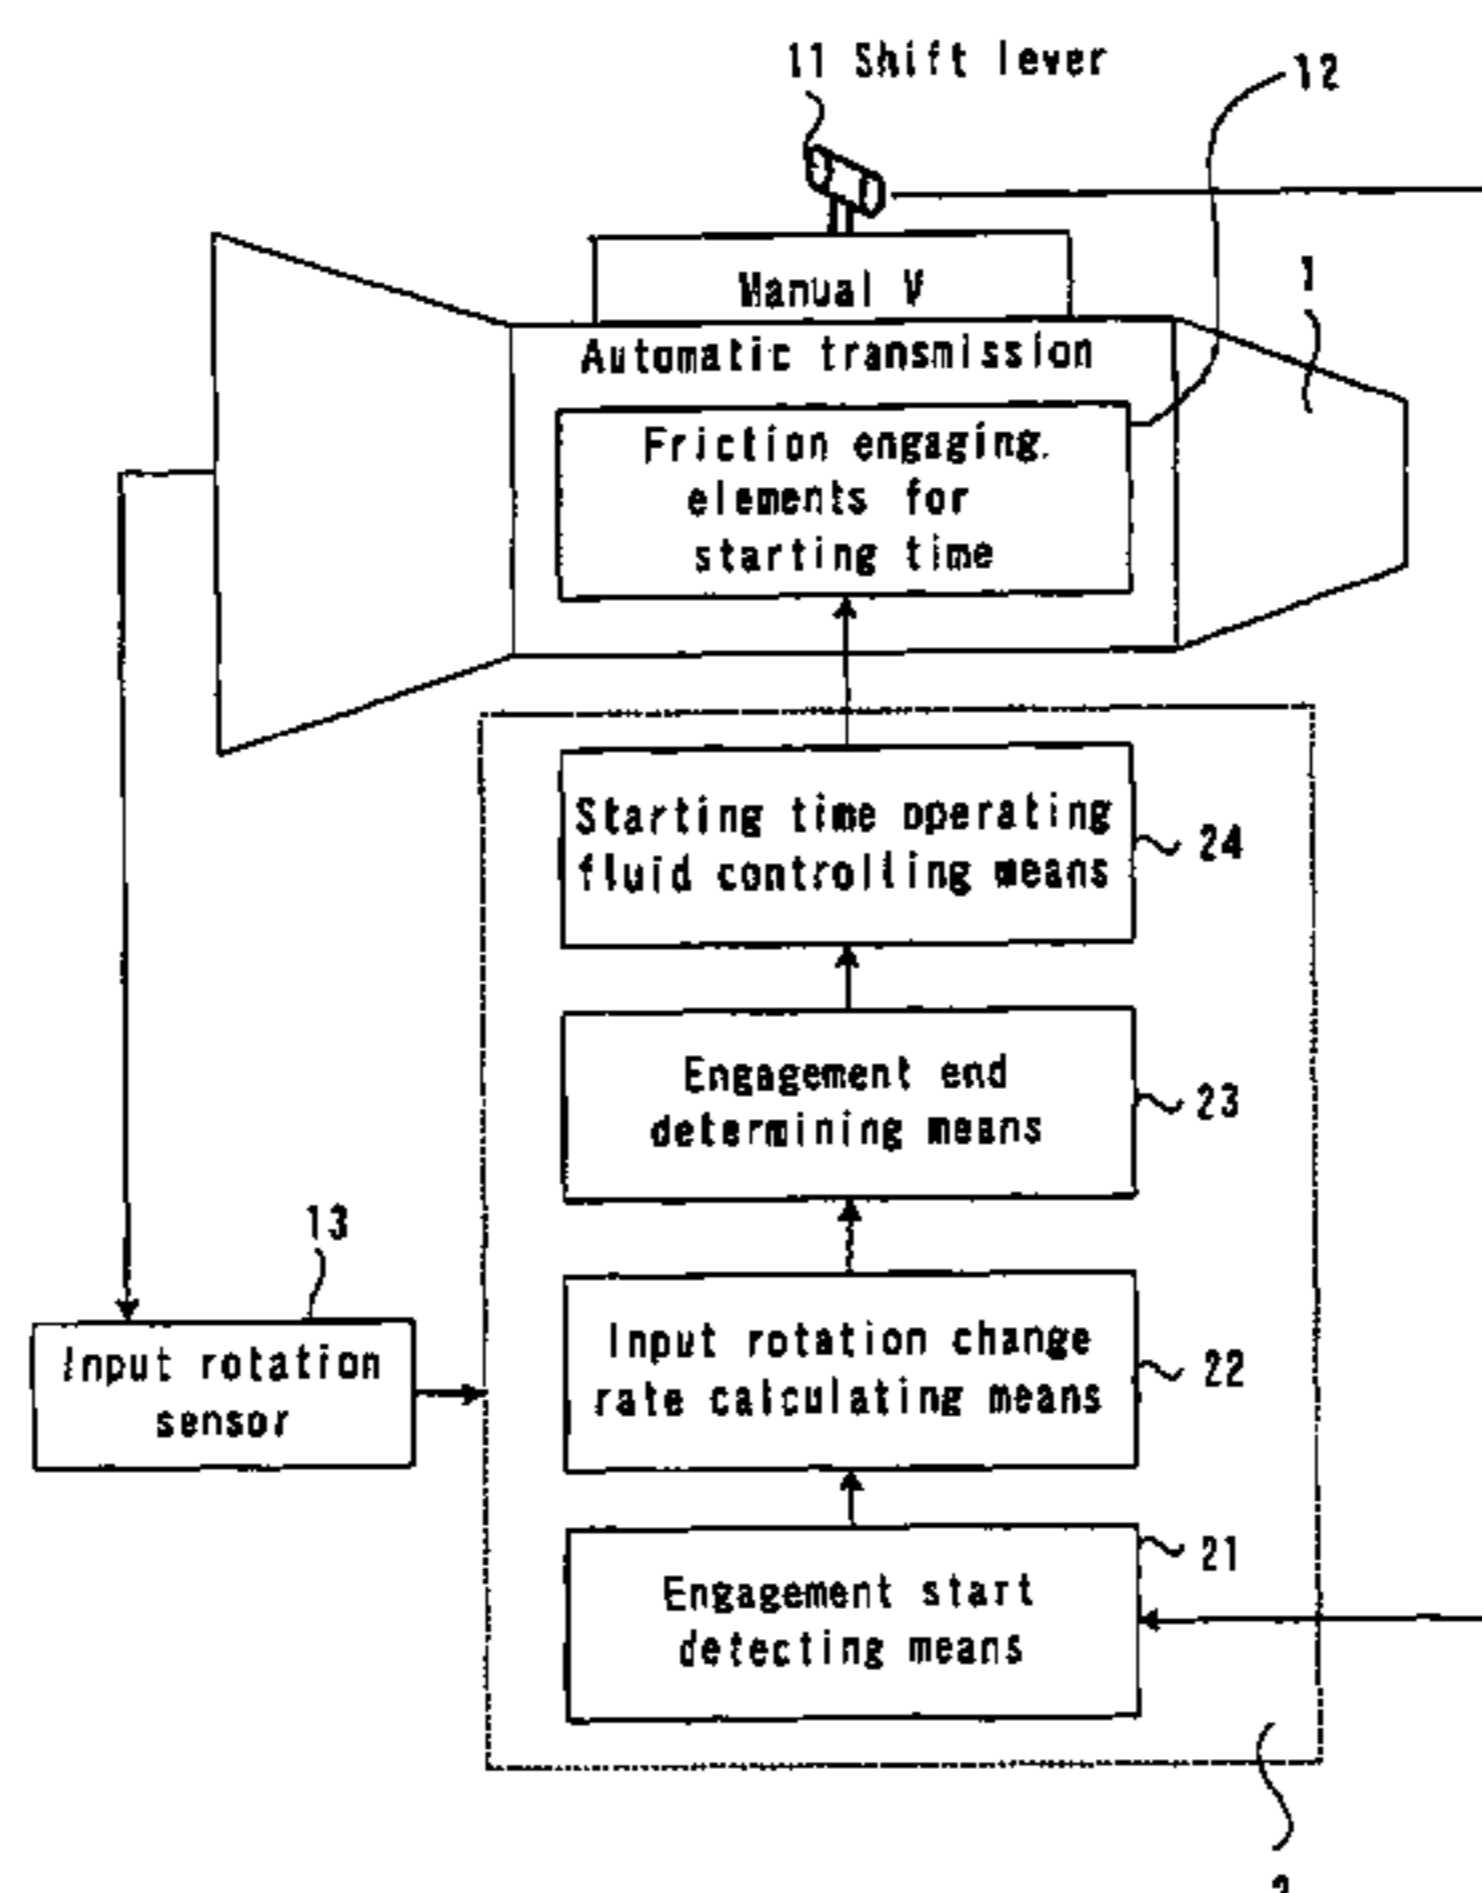 11 Shift lever
12
Manual V
1
Automatic transmission
Friction engaging
elements for
starting time
Starting time operating
fluid controlling means
24
Engagement end
determining means
23
13
Input rotation
sensor
Input rotation change
rate calculating means
22
21
Engagement start
detecting means